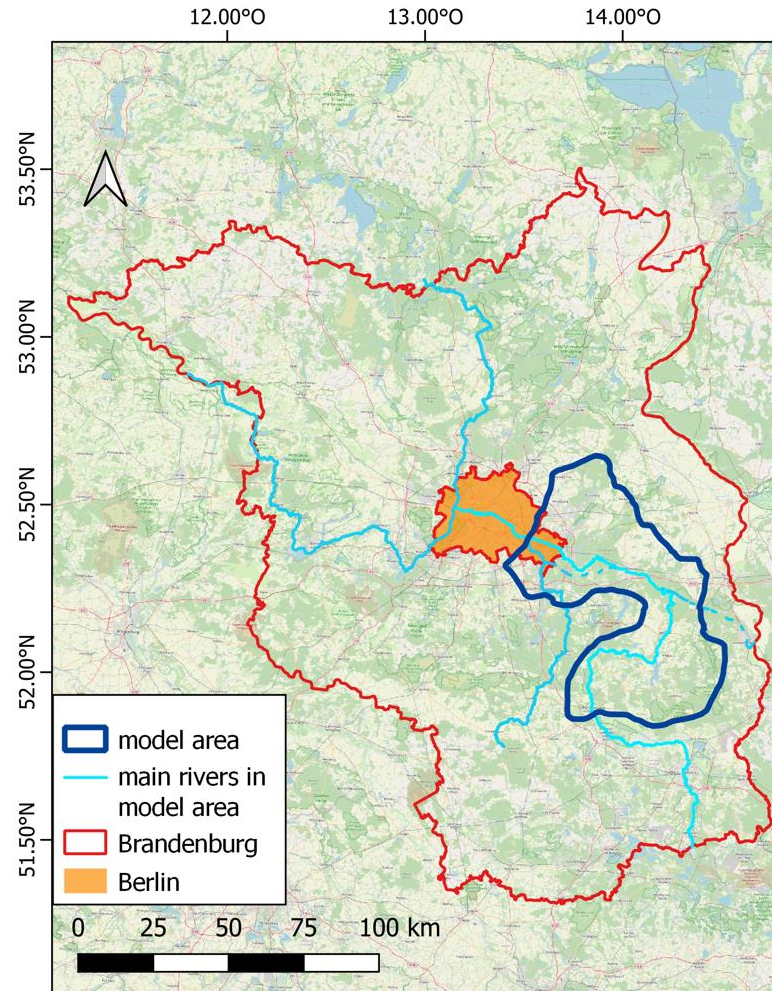 12.00°O 13.00°O 14.00°O
53.50°N
53.00°N
52.50°N
52.00°N
51.50°N
model area
main rivers in
model area
Brandenburg
Berlin
0 25 50 75 100 km